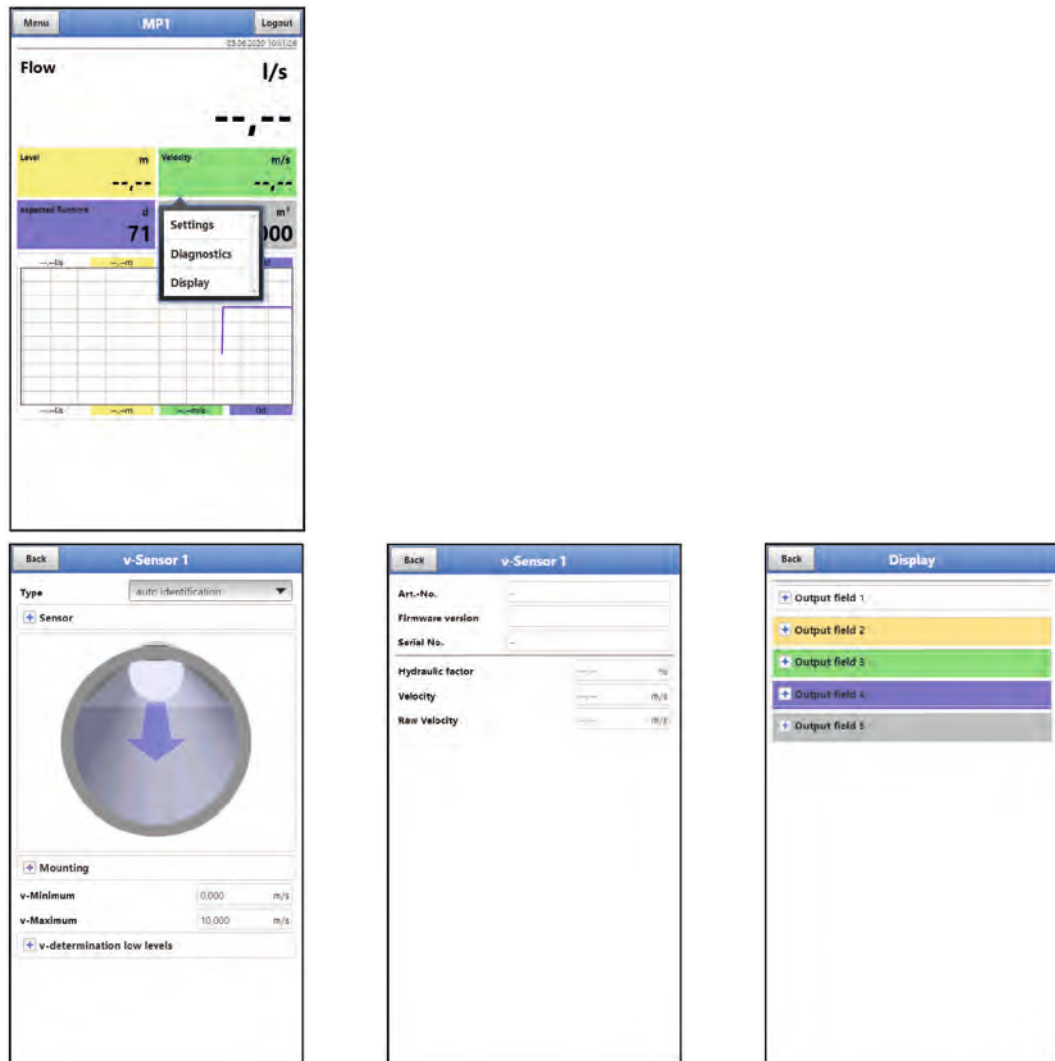 Menu MP1 Logout
Flow l/s
--,--
Level m Velocity m/s
--,-- --,--
expected Runtime d m³
71 000
Settings
Diagnostics
Display
--.--l/s --.--m
--.--l/s --.--m --.--m/s 0d
Back v-Sensor 1
Type auto identification
+ Sensor
+ Mounting
v-Minimum 0,000 m/s
v-Maximum 10,000 m/s
+ v-determination low levels
Back v-Sensor 1
Art.-No. -
Firmware version
Serial No. -
Hydraulic factor --,--
Velocity --,-- m/s
Raw Velocity --,-- m/s
Back Display
+ Output field 1
+ Output field 2
+ Output field 3
+ Output field 4
+ Output field 5